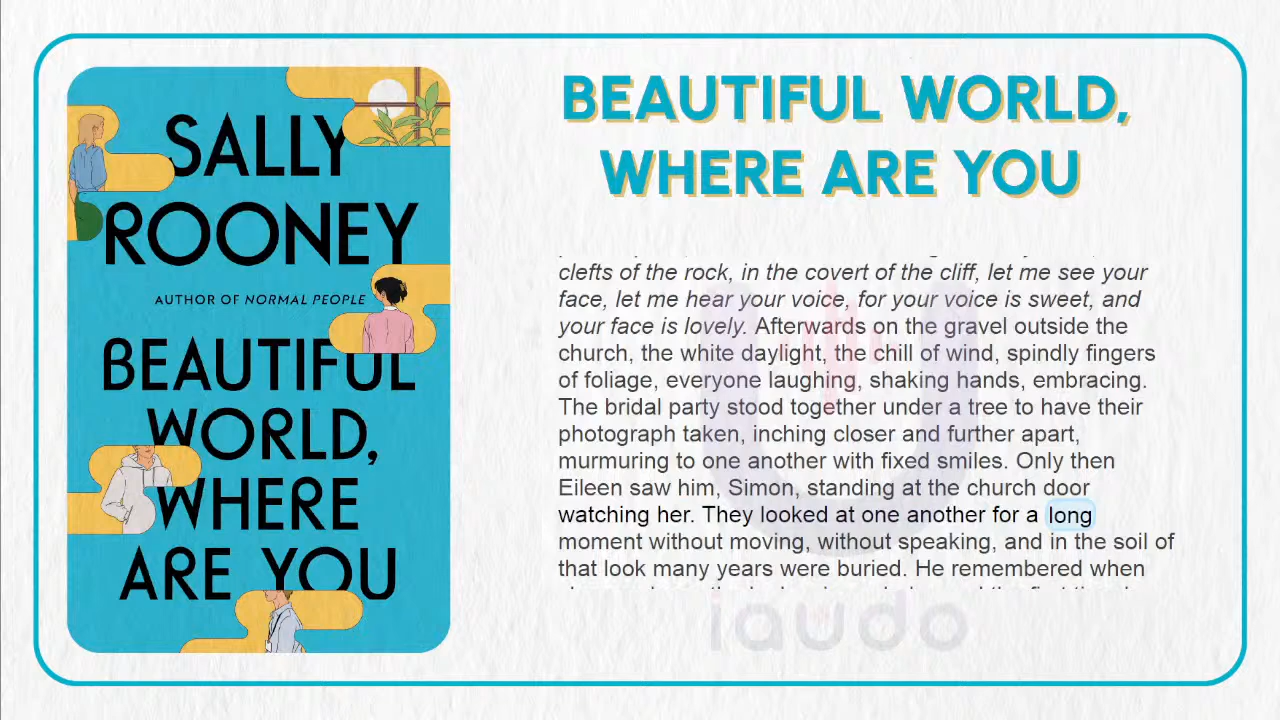 SALLY
ROONEY
AUTHOR OF NORMAL PEOPLE
BEAUTIFUL
WORLD,
WHERE
ARE YOU
BEAUTIFUL WORLD,
WHERE ARE YOU
clefts of the rock, in the covert of the cliff, let me see your
face, let me hear your voice, for your voice is sweet, and
your face is lovely. Afterwards on the gravel outside the
church, the white daylight, the chill of wind, spindly fingers
of foliage, everyone laughing, shaking hands, embracing.
The bridal party stood together under a tree to have their
photograph taken, inching closer and further apart,
murmuring to one another with fixed smiles. Only then
Eileen saw him, Simon, standing at the church door
watching her. They looked at one another for a long
moment without moving, without speaking, and in the soil of
that look many years were buried. He remembered when
iaudo